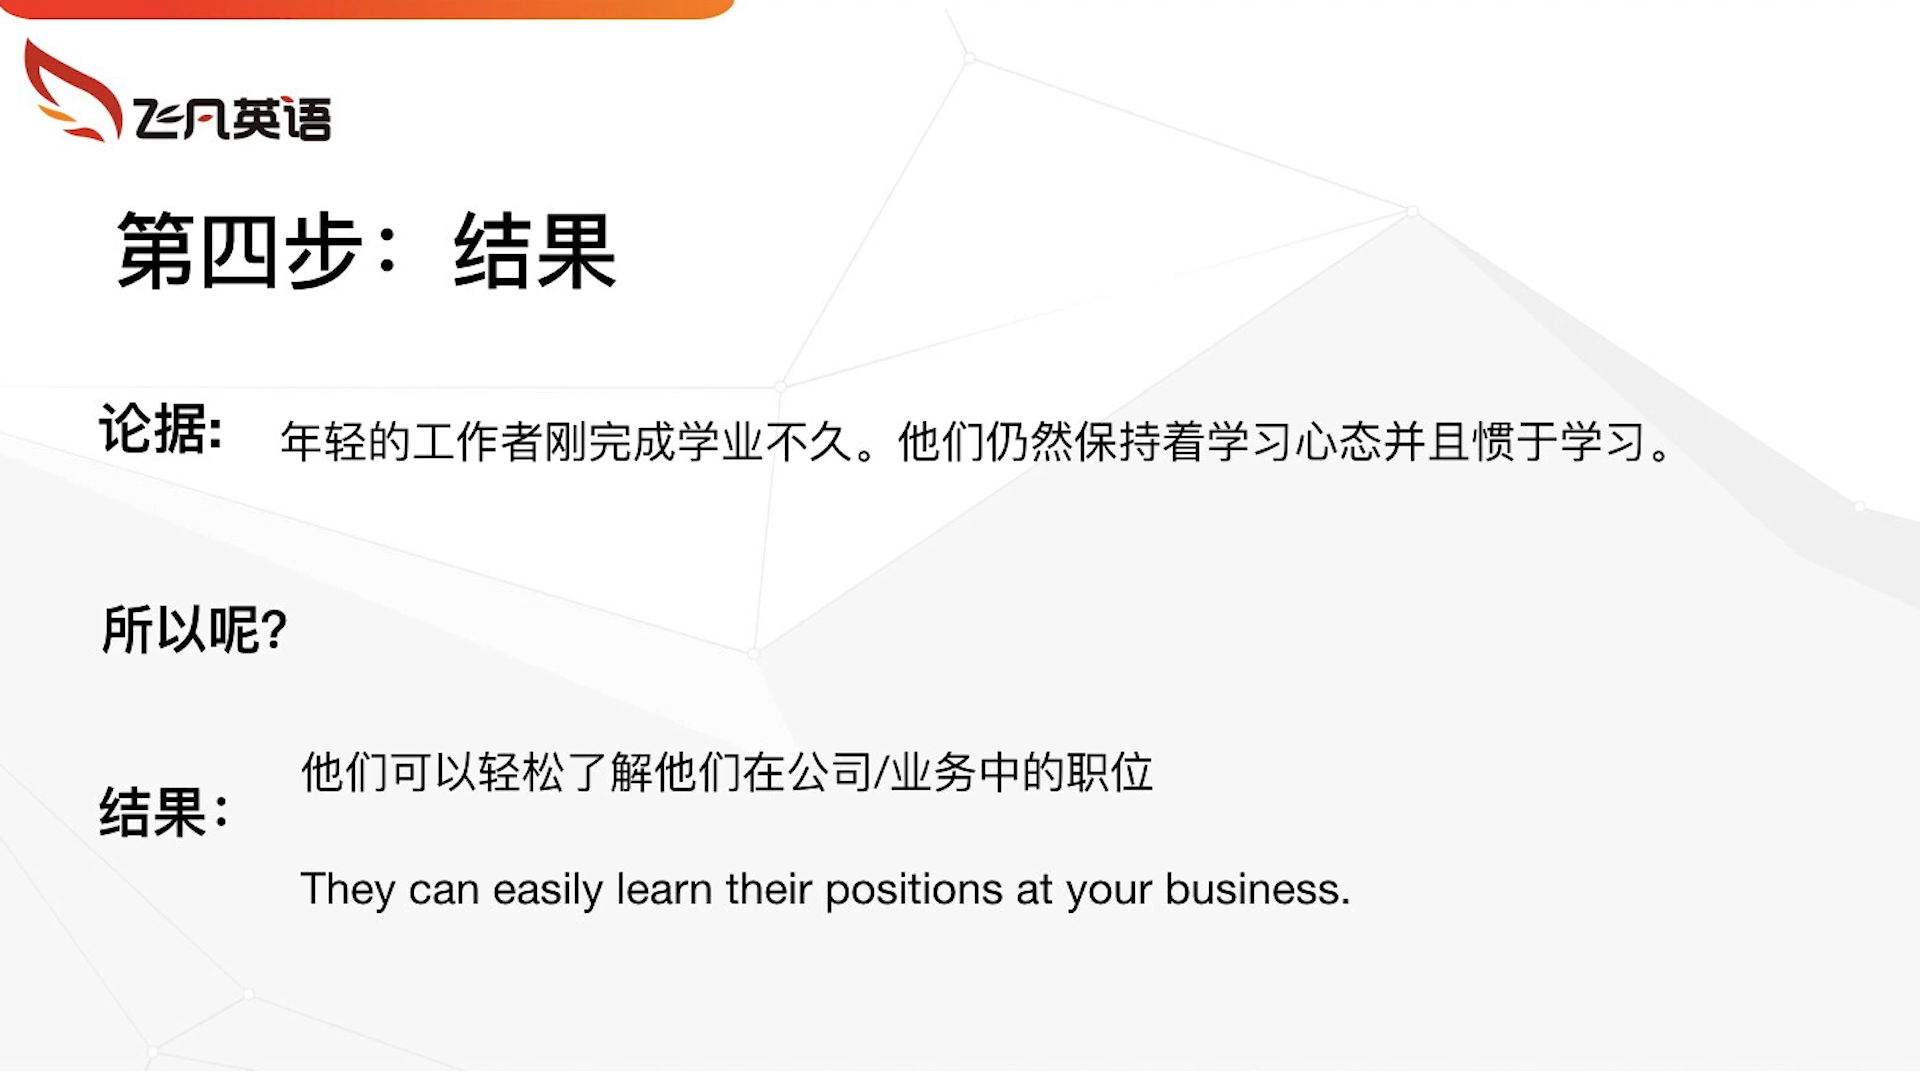 飞凡英语
第四步：结果
论据: 年轻的工作者刚完成学业不久。他们仍然保持着学习心态并且惯于学习。
所以呢?
结果：
他们可以轻松了解他们在公司/业务中的职位
They can easily learn their positions at your business.